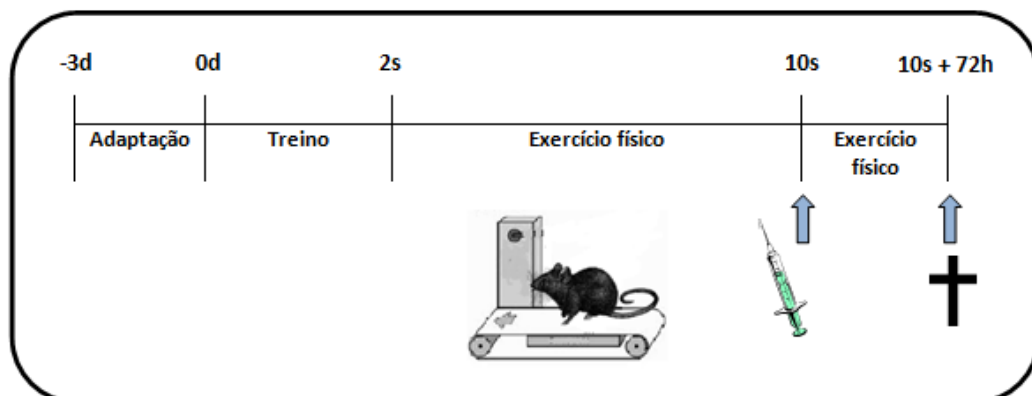 -3d 0d 2s 10s 10s + 72h
Adaptação Treino Exercício físico Exercício
físico